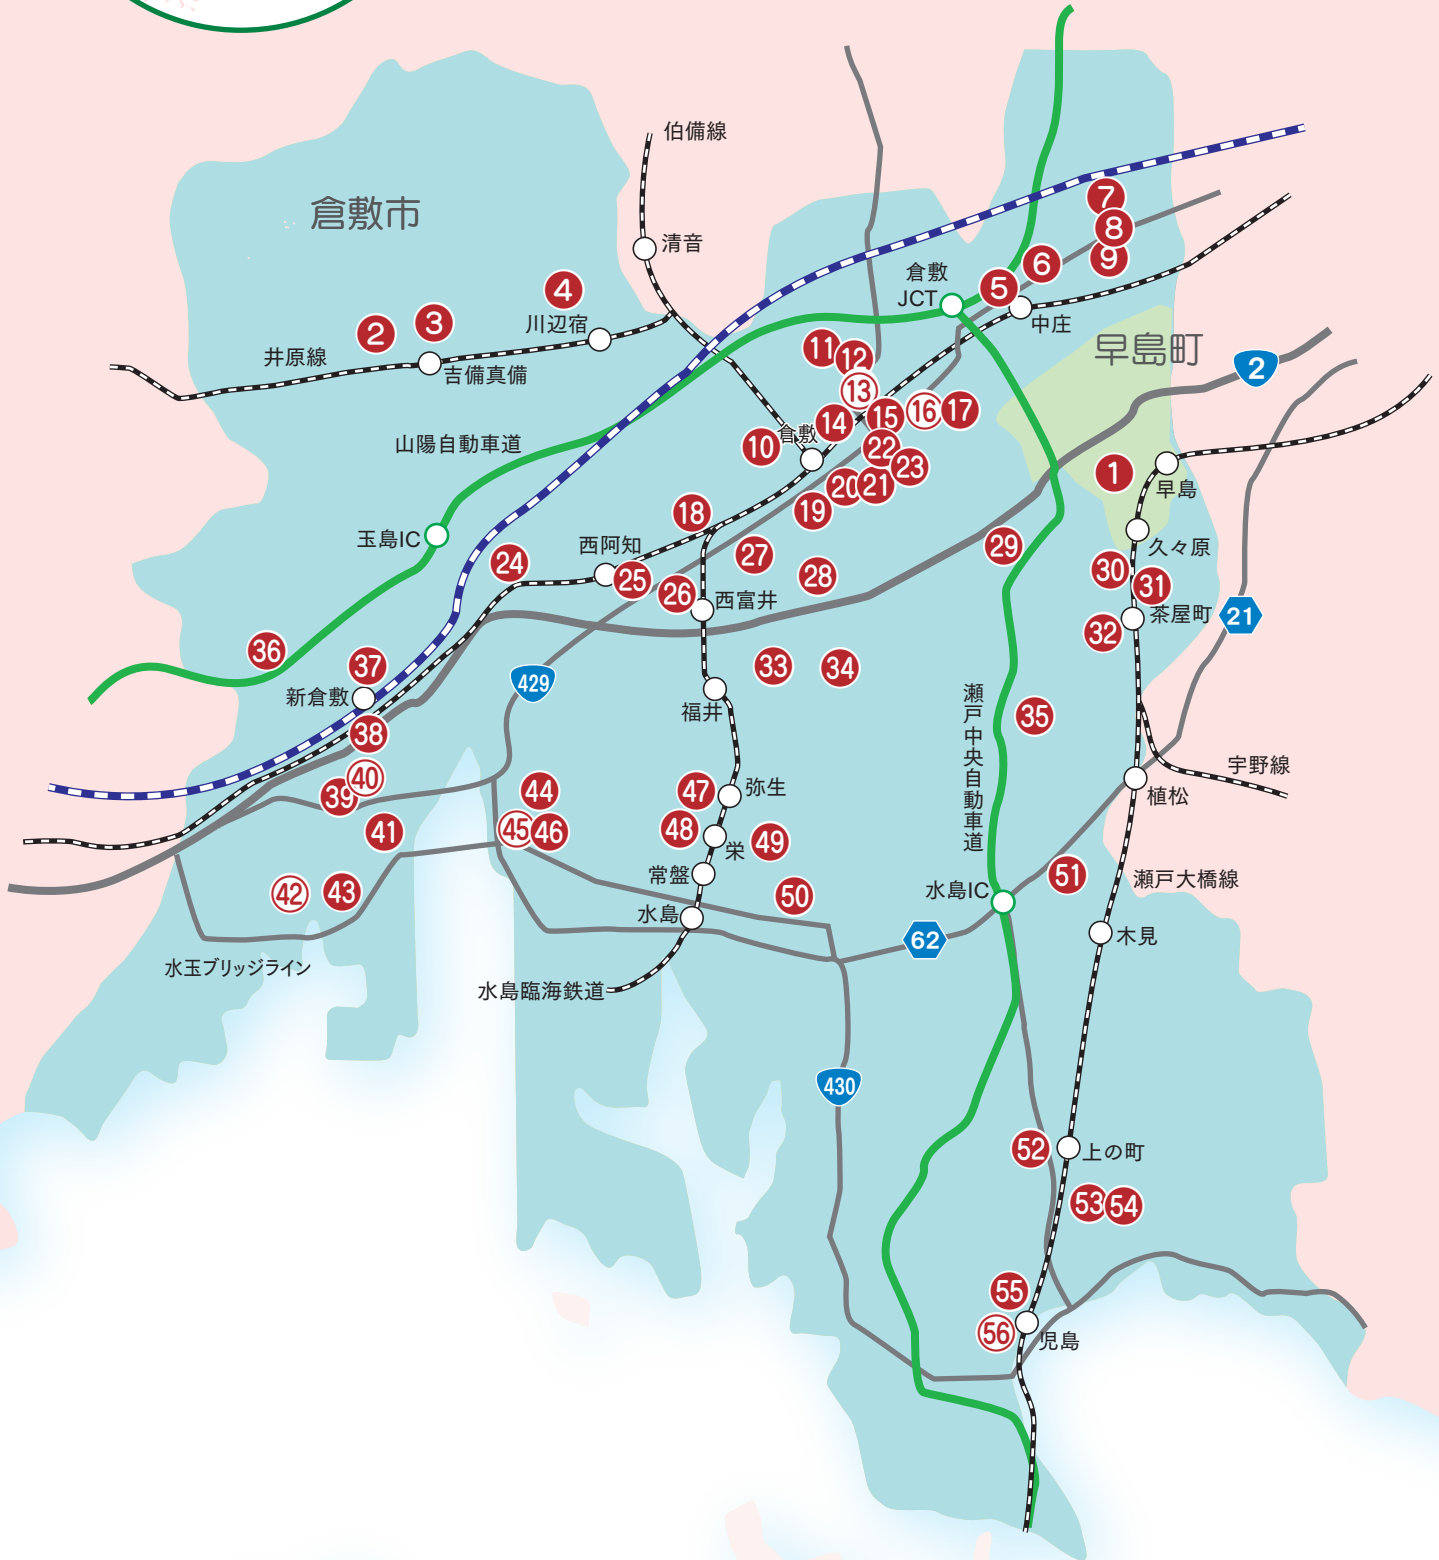 伯備線
7
倉敷市
8
清音
9
6
倉敷
JCT
5
4
川辺宿
中庄
3
2
吉備真備
井原線
11
12
早島町
2
13
16
17
15
14
倉敷
10
22
山陽自動車道
23
1
早島
20
21
18
19
玉島IC
西阿知
29
久々原
24
27
25
28
30
31
26
西富井
茶屋町
21
32
36
37
33
34
429
新倉敷
福井
35
38
瀬戸中央自動車道
宇野線
40
39
44
47
弥生
植松
41
45
46
48
栄
49
常盤
51
瀬戸大橋線
42
43
50
水島IC
水島
62
木見
水玉ブリッジライン
水島臨海鉄道
430
52
上の町
53
54
55
56
児島